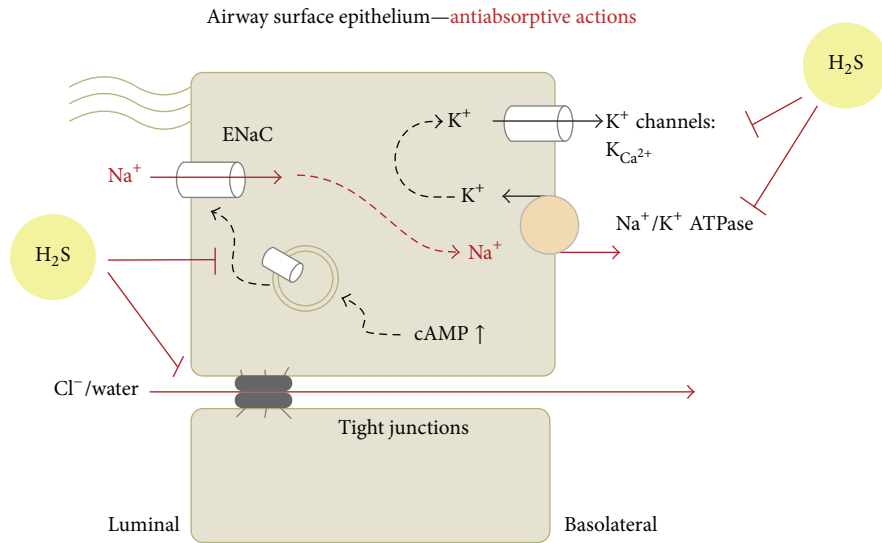 Airway surface epithelium—antiabsorptive actions
H₂S
K⁺
K⁺ channels:
K_Ca²⁺
ENaC
Na⁺
K⁺
Na⁺/K⁺ ATPase
Na⁺
H₂S
cAMP ↑
Cl⁻/water
Tight junctions
Luminal
Basolateral